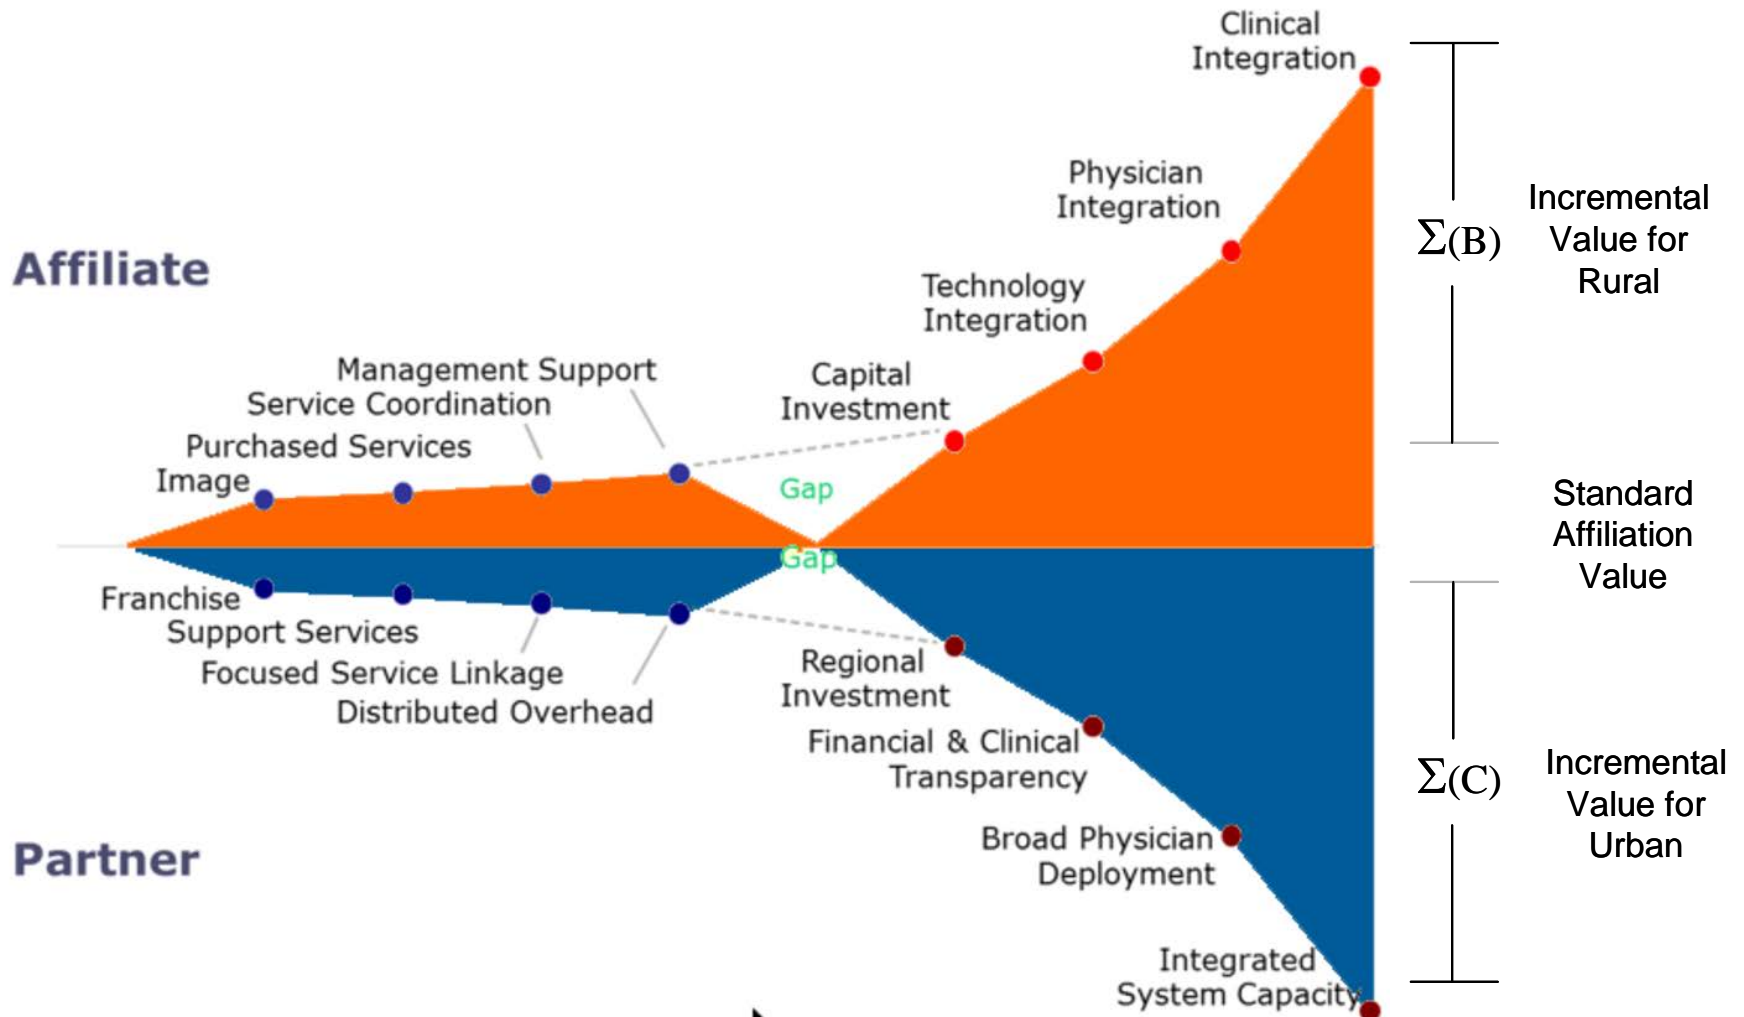 Clinical
Integration
Physician
Integration
Σ(B)
Incremental
Value for
Rural
Affiliate
Technology
Integration
Management Support
Service Coordination
Capital
Investment
Purchased Services
Image
Gap
Standard
Affiliation
Value
Gap
Franchise
Support Services
Focused Service Linkage
Distributed Overhead
Regional
Investment
Financial & Clinical
Transparency
Σ(C)
Incremental
Value for
Urban
Partner
Broad Physician
Deployment
Integrated
System Capacity